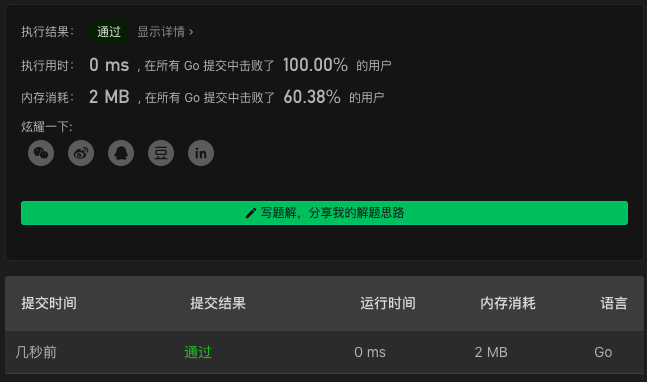 执行结果： 通过 显示详情 >
执行用时： 0 ms , 在所有 Go 提交中击败了 100.00% 的用户
内存消耗： 2 MB , 在所有 Go 提交中击败了 60.38% 的用户
炫耀一下:
写题解，分享我的解题思路
提交时间 提交结果 运行时间 内存消耗 语言
几秒前 通过 0 ms 2 MB Go